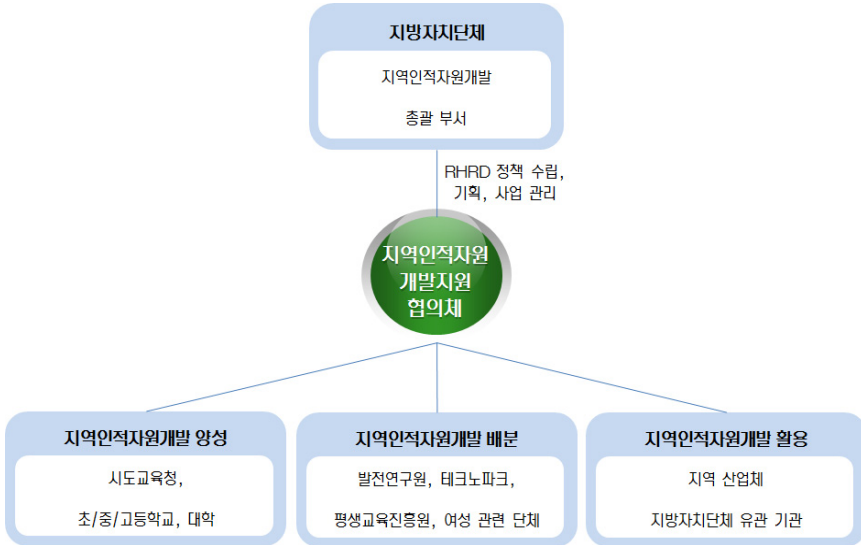 지방자치단체
지역인적자원개발
총괄 부서
RHRD 정책 수립,
기획, 사업 관리
지역인적자원
개발지원
협의체
지역인적자원개발 양성
시도교육청,
초/중/고등학교, 대학
지역인적자원개발 배분
발전연구원, 테크노파크,
평생교육진흥원, 여성 관련 단체
지역인적자원개발 활용
지역 산업체
지방자치단체 유관 기관